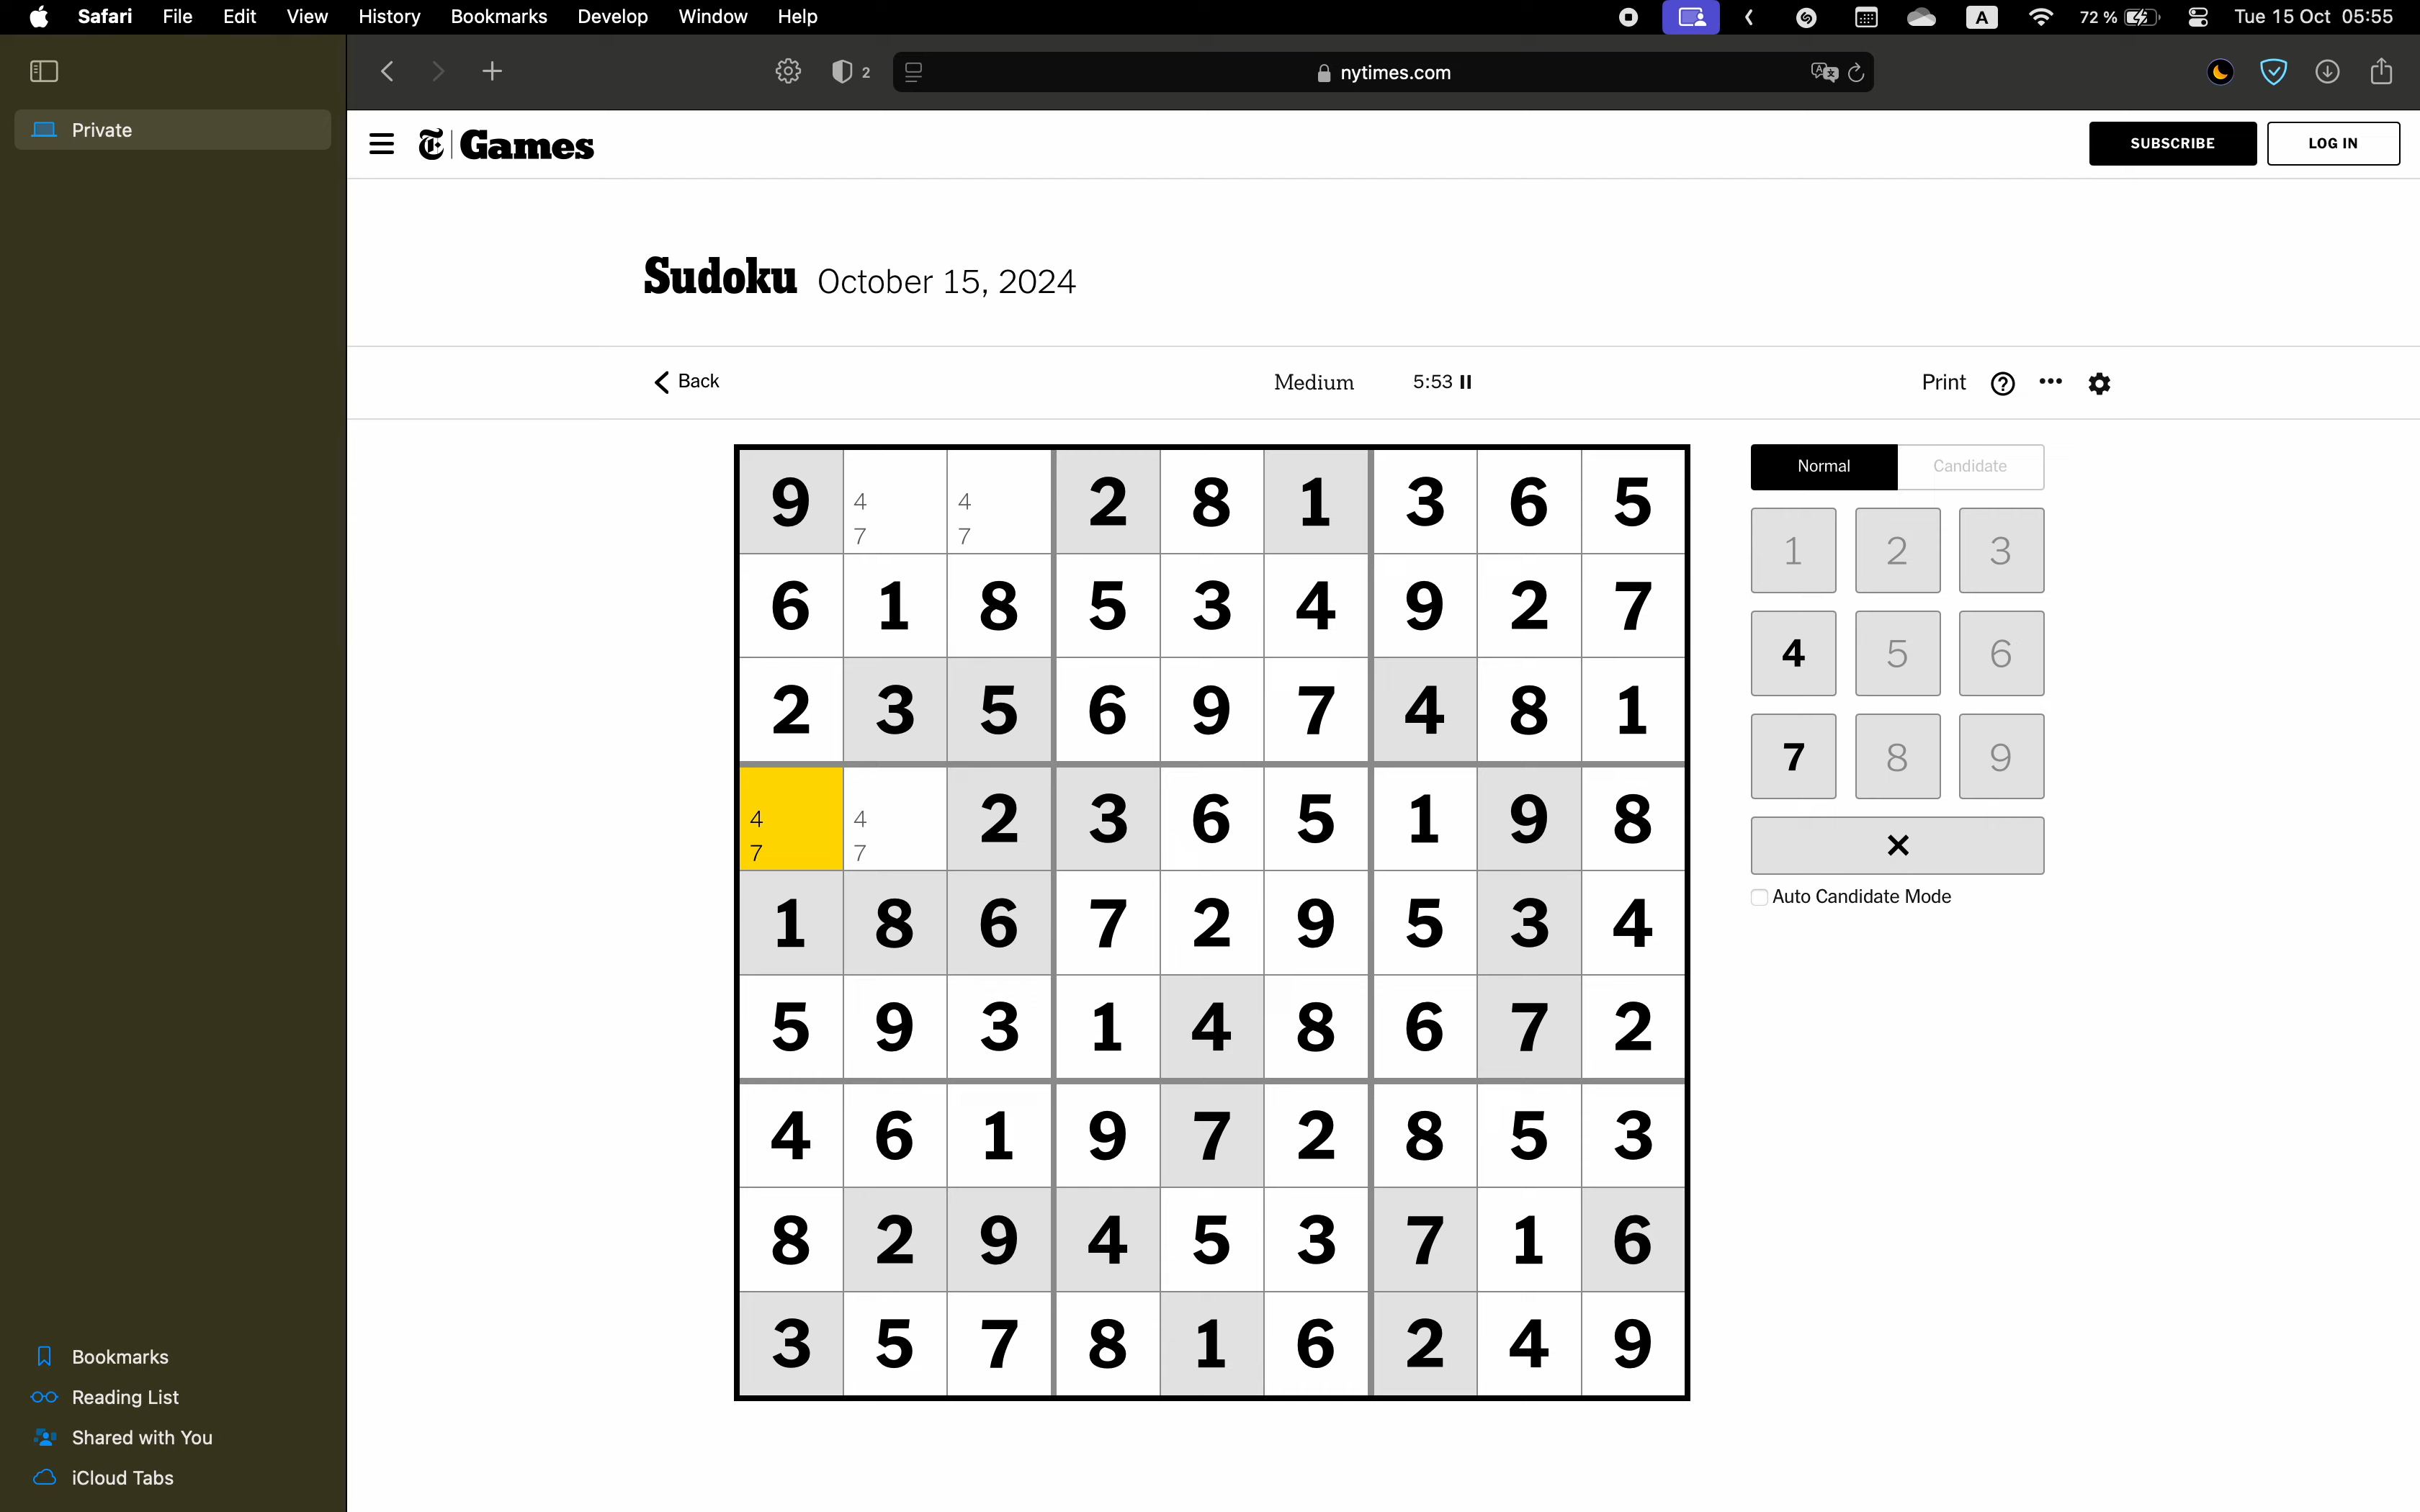 Safari File Edit View History Bookmarks Develop Window Help A 72 % Tue 15 Oct 05:55
2 nytimes.com
Private
T Games SUBSCRIBE LOG IN
Sudoku October 15, 2024
Back Medium 5:53 Print ? •••
Normal Candidate
9 4 7 4 7 2 8 1 3 6 5
6 1 8 5 3 4 9 2 7
2 3 5 6 9 7 4 8 1
4 7 4 7 2 3 6 5 1 9 8
1 8 6 7 2 9 5 3 4
5 9 3 1 4 8 6 7 2
4 6 1 9 7 2 8 5 3
8 2 9 4 5 3 7 1 6
3 5 7 8 1 6 2 4 9
1 2 3
4 5 6
7 8 9
X
Auto Candidate Mode
Bookmarks
Reading List
Shared with You
iCloud Tabs